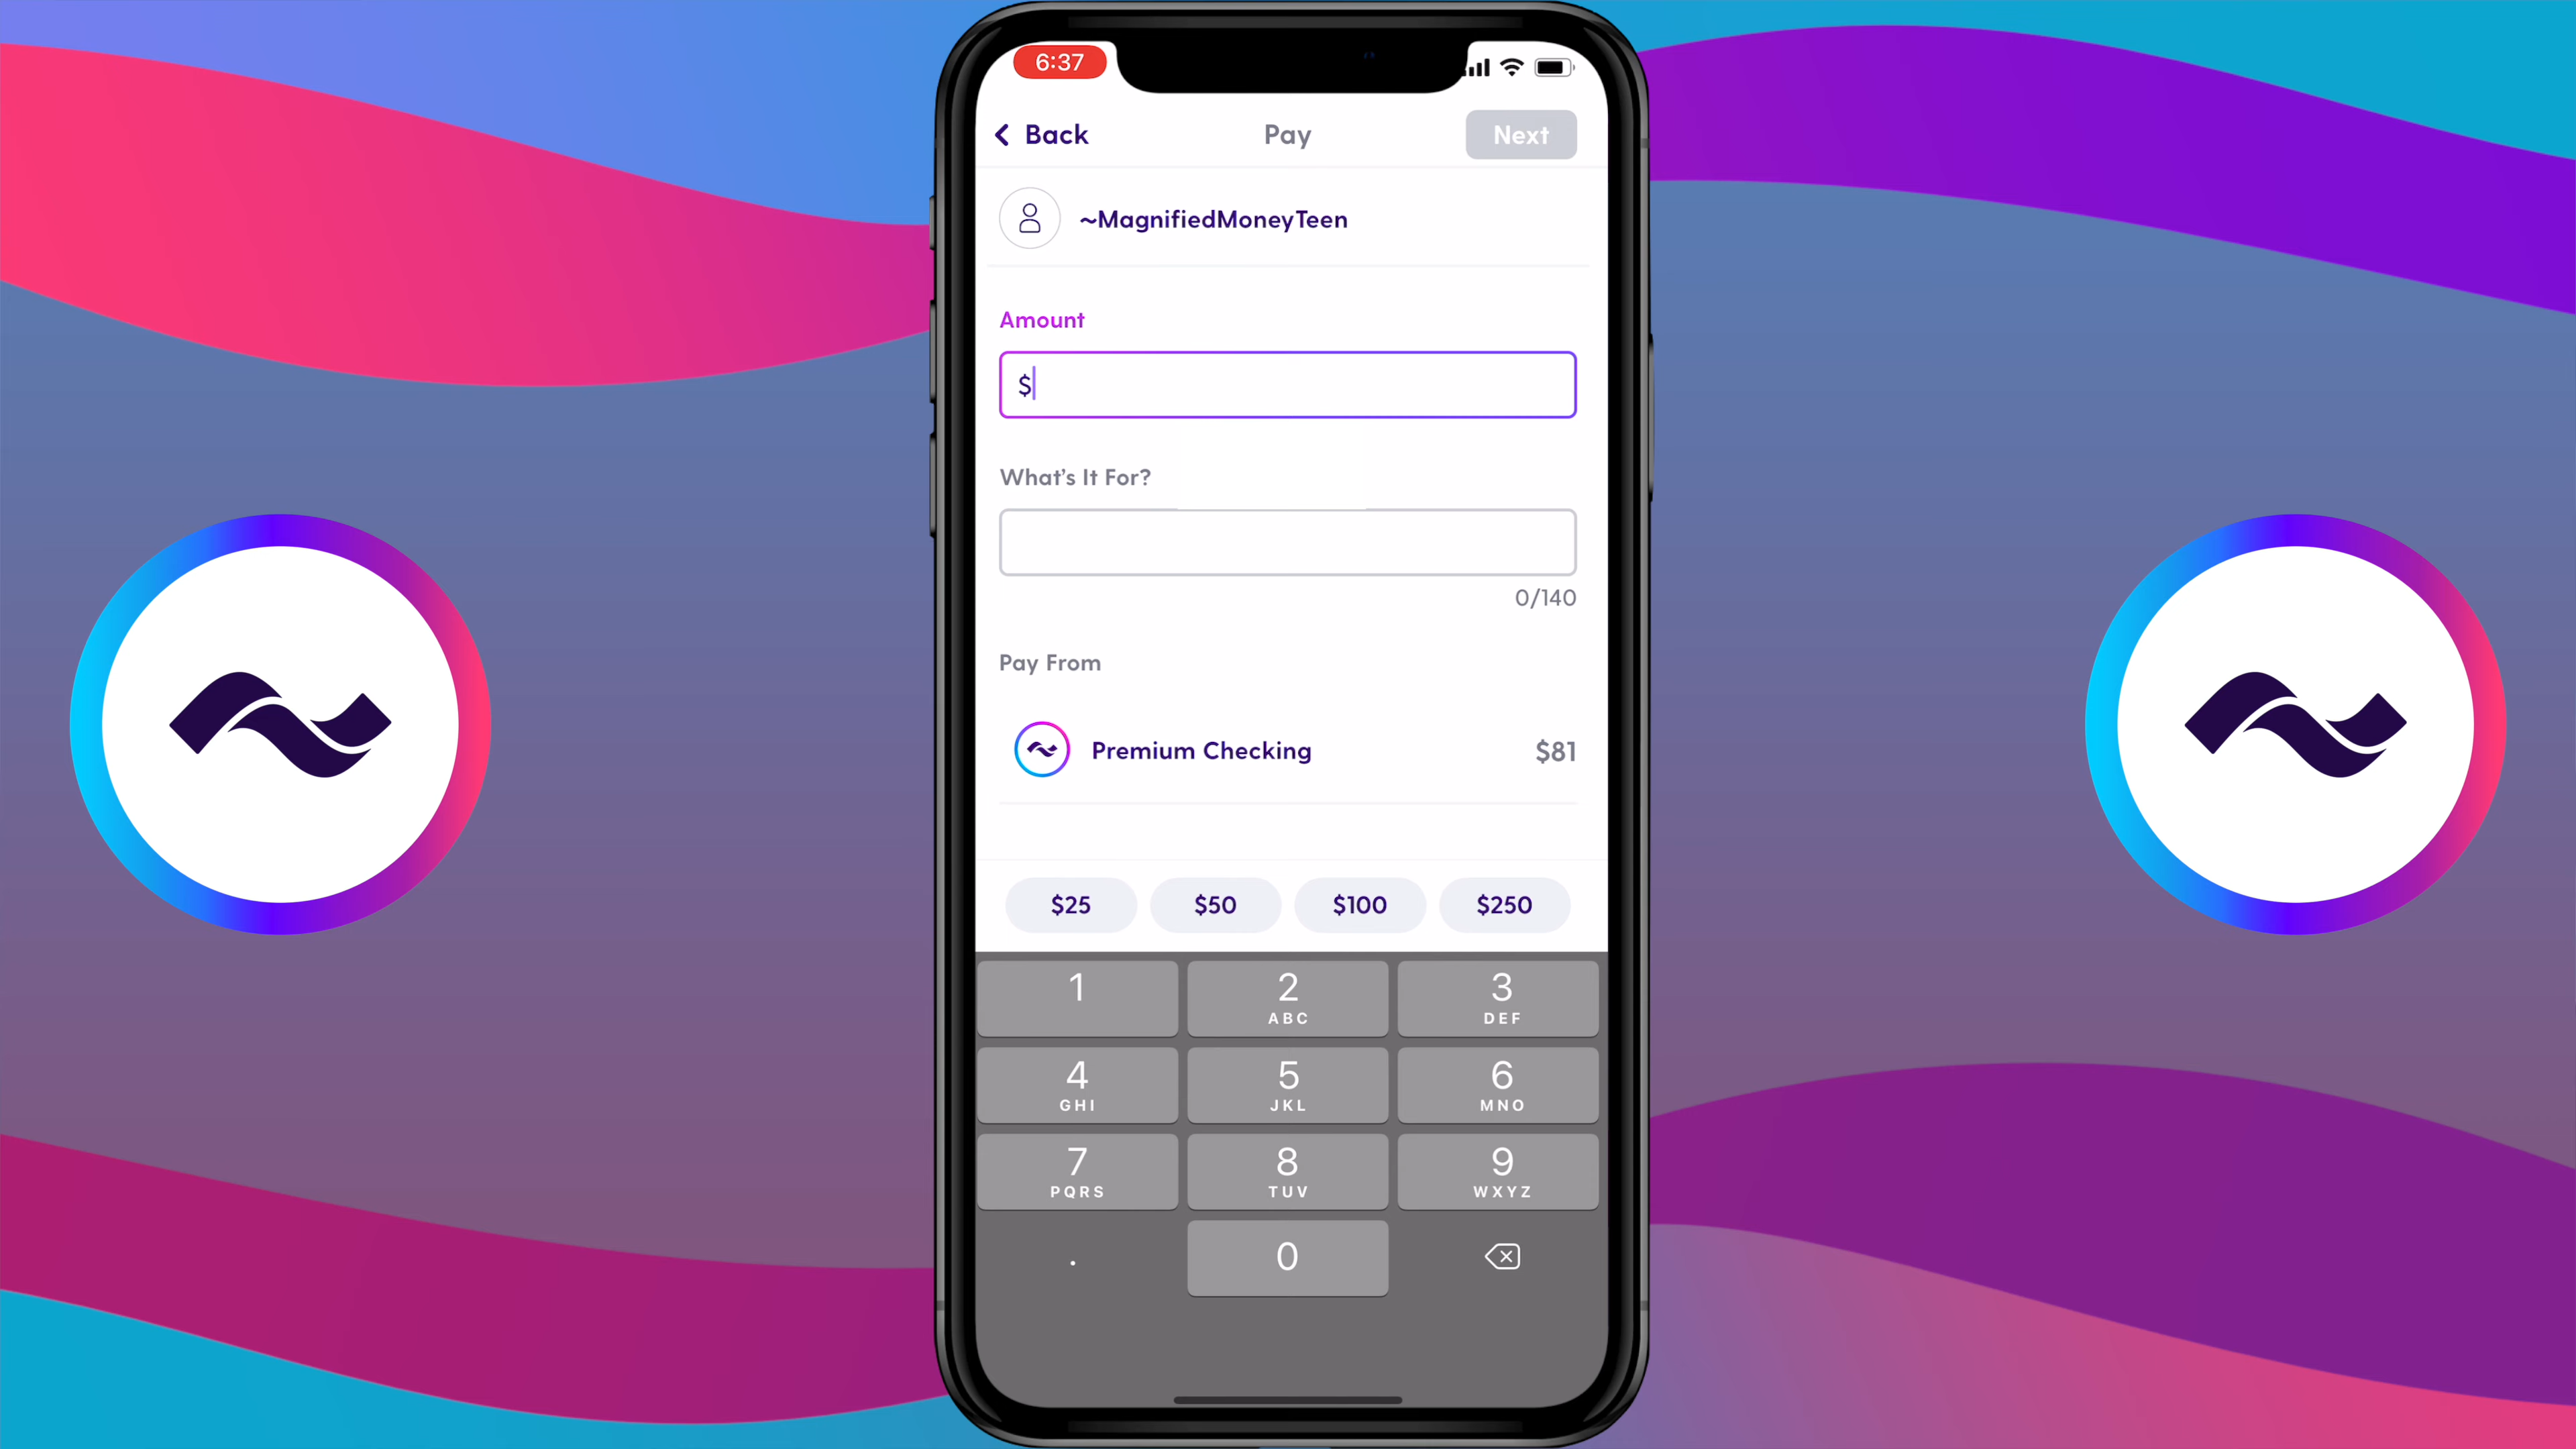 6:37
Back Pay Next
~MagnifiedMoneyTeen
Amount
$
What's It For?
0/140
Pay From
Premium Checking $81
$25 $50 $100 $250
1 2 3
ABC DEF
4 5 6
GHI JKL MNO
7 8 9
PQRS TUV WXYZ
. 0